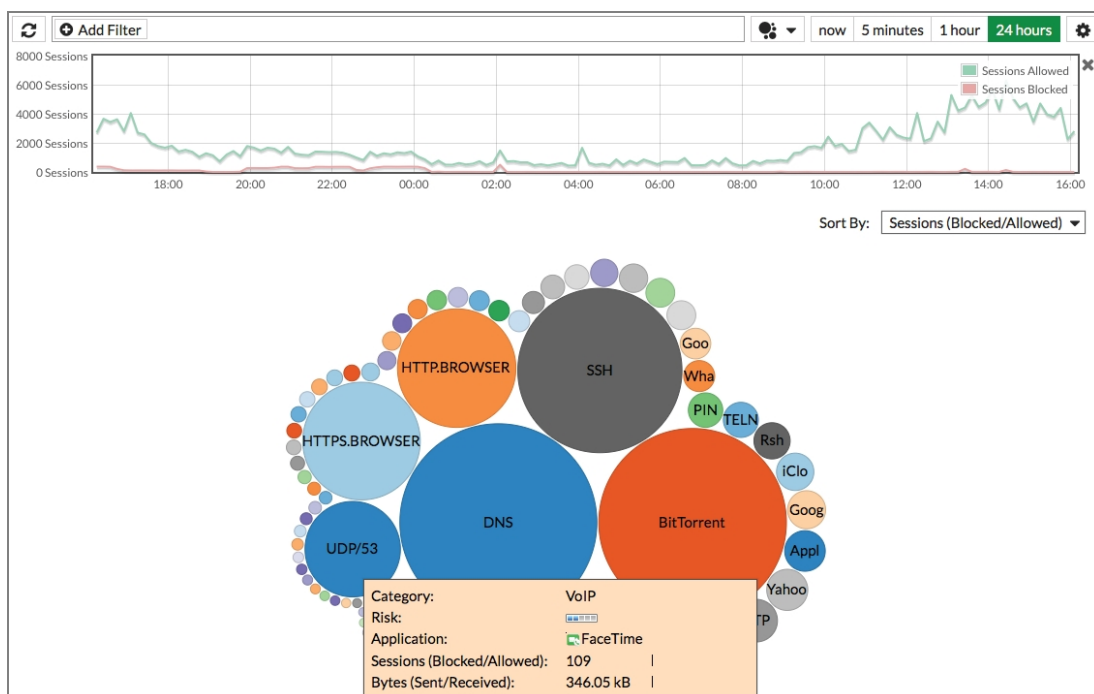 Add Filter now 5 minutes 1 hour 24 hours
8000 Sessions
6000 Sessions
4000 Sessions
2000 Sessions
0 Sessions
Sessions Allowed
Sessions Blocked
18:00 20:00 22:00 00:00 02:00 04:00 06:00 08:00 10:00 12:00 14:00 16:00
Sort By: Sessions (Blocked/Allowed)
Goo
HTTP.BROWSER
SSH
Wha
PIN
TELN
HTTPS.BROWSER
Rsh
iClo
Goog
DNS
BitTorrent
UDP/53
Appl
Yahoo
TP
Category: VoIP
Risk:
Application: FaceTime
Sessions (Blocked/Allowed): 109
Bytes (Sent/Received): 346.05 kB